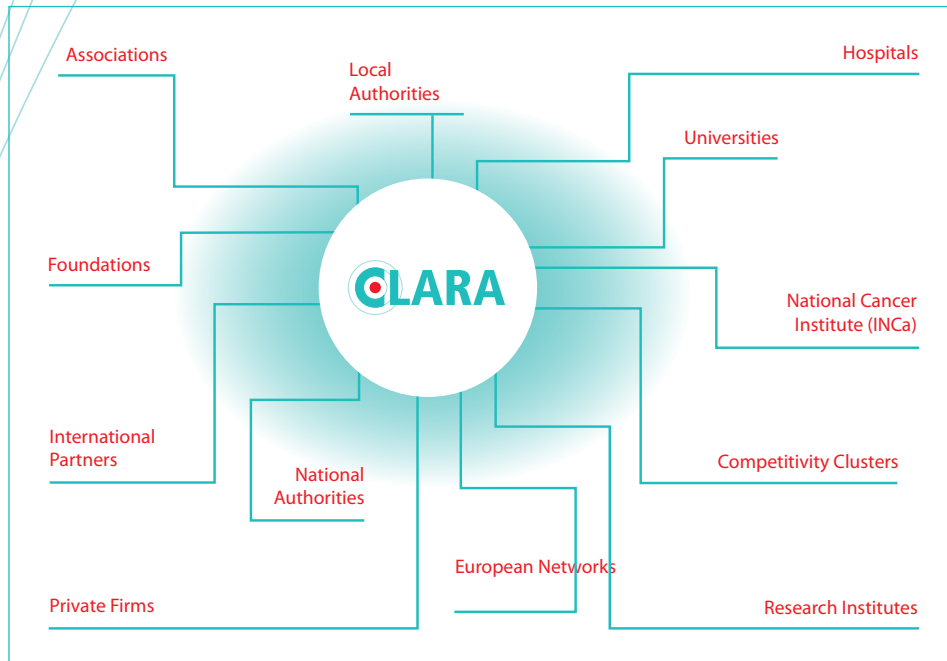 Associations
Local
Authorities
Hospitals
Universities
Foundations
CLARA
National Cancer
Institute (INCa)
International
Partners
National
Authorities
Competitivity Clusters
European Networks
Private Firms
Research Institutes